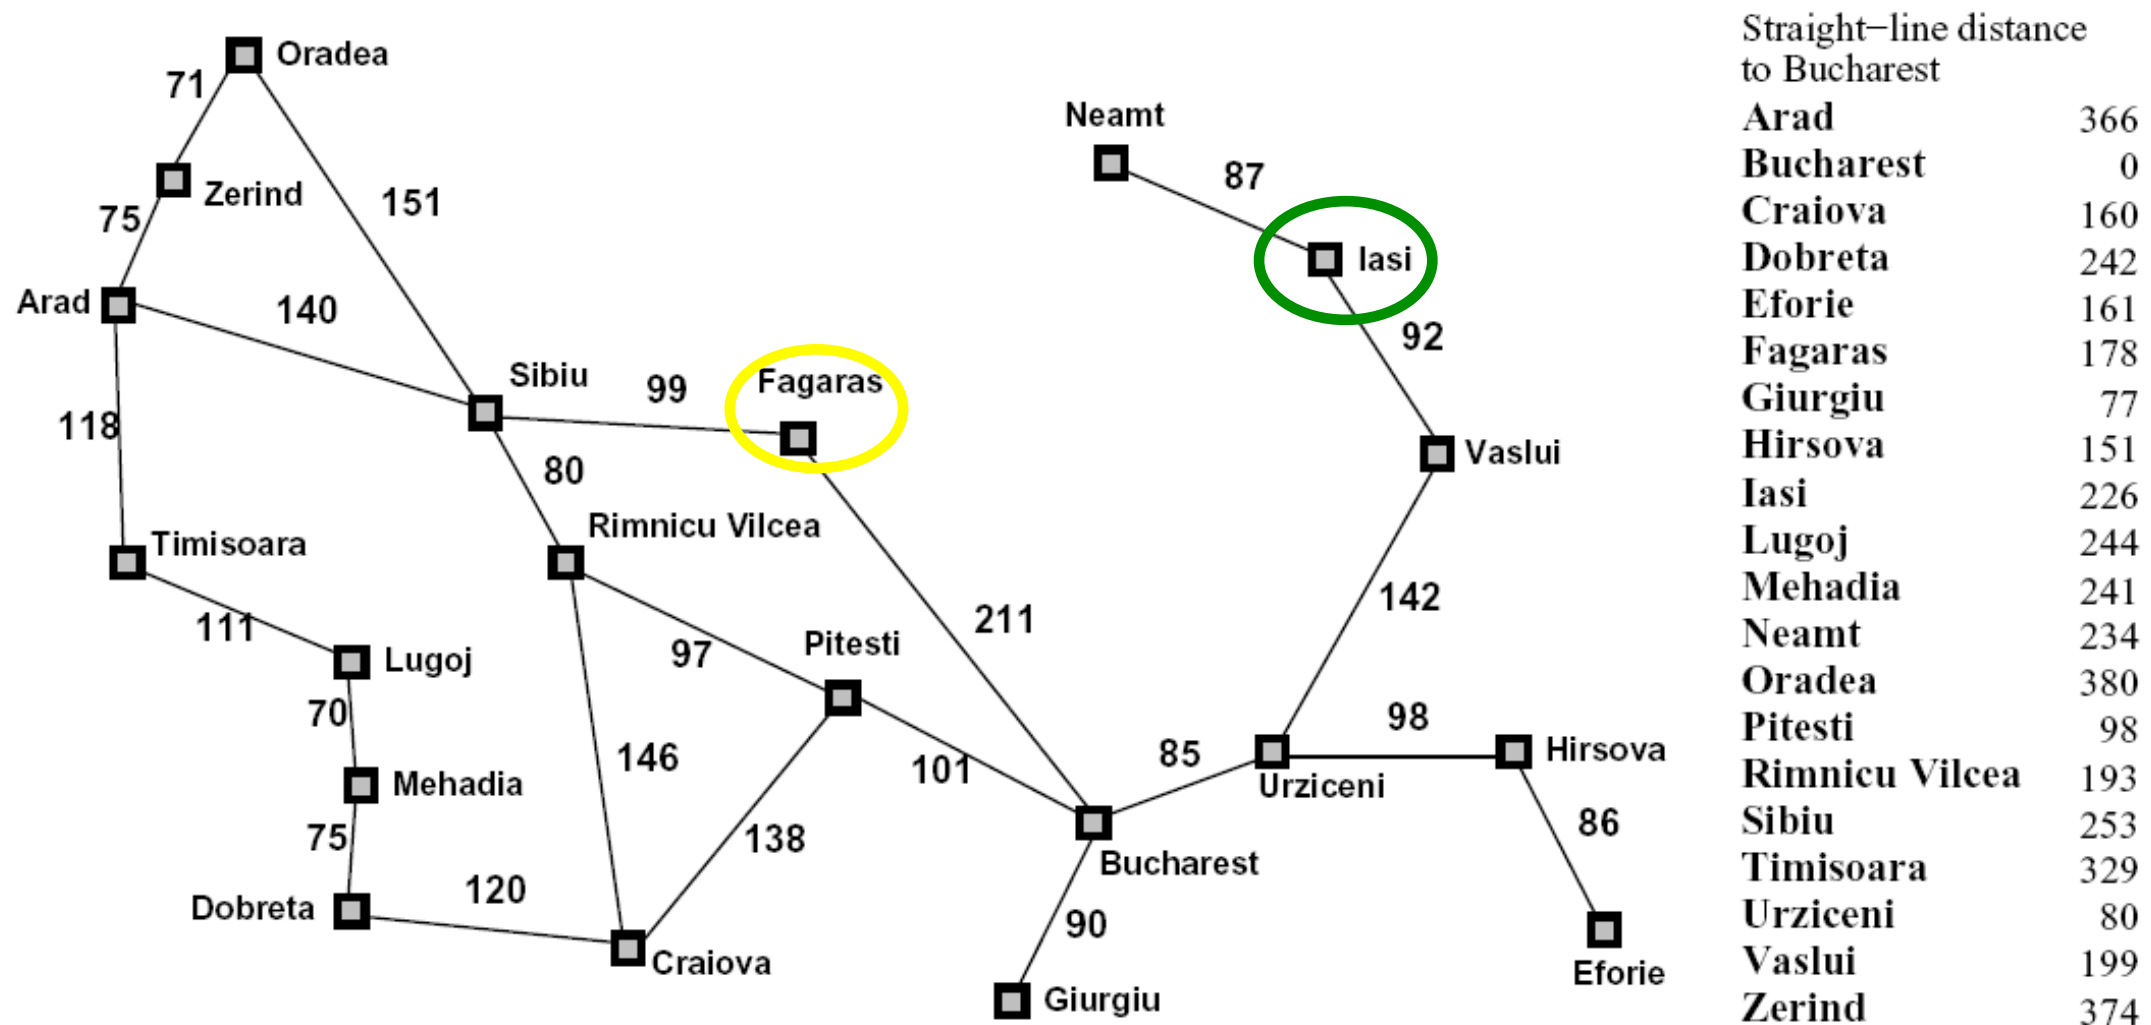 Oradea
71
Neamt
87
Zerind
151
75
Iasi
Arad
140
92
Sibiu
99
Fagaras
118
80
Vaslui
Rimnicu Vilcea
Timisoara
142
111
211
97
Pitesti
Lugoj
70
98
146
101
85
Hirsova
Mehadia
Urziceni
75
138
86
120
Bucharest
Dobreta
90
Craiova
Eforie
Giurgiu
Straight-line distance
to Bucharest
Arad 366
Bucharest 0
Craiova 160
Dobreta 242
Eforie 161
Fagaras 178
Giurgiu 77
Hirsova 151
Iasi 226
Lugoj 244
Mehadia 241
Neamt 234
Oradea 380
Pitesti 98
Rimnicu Vilcea 193
Sibiu 253
Timisoara 329
Urziceni 80
Vaslui 199
Zerind 374